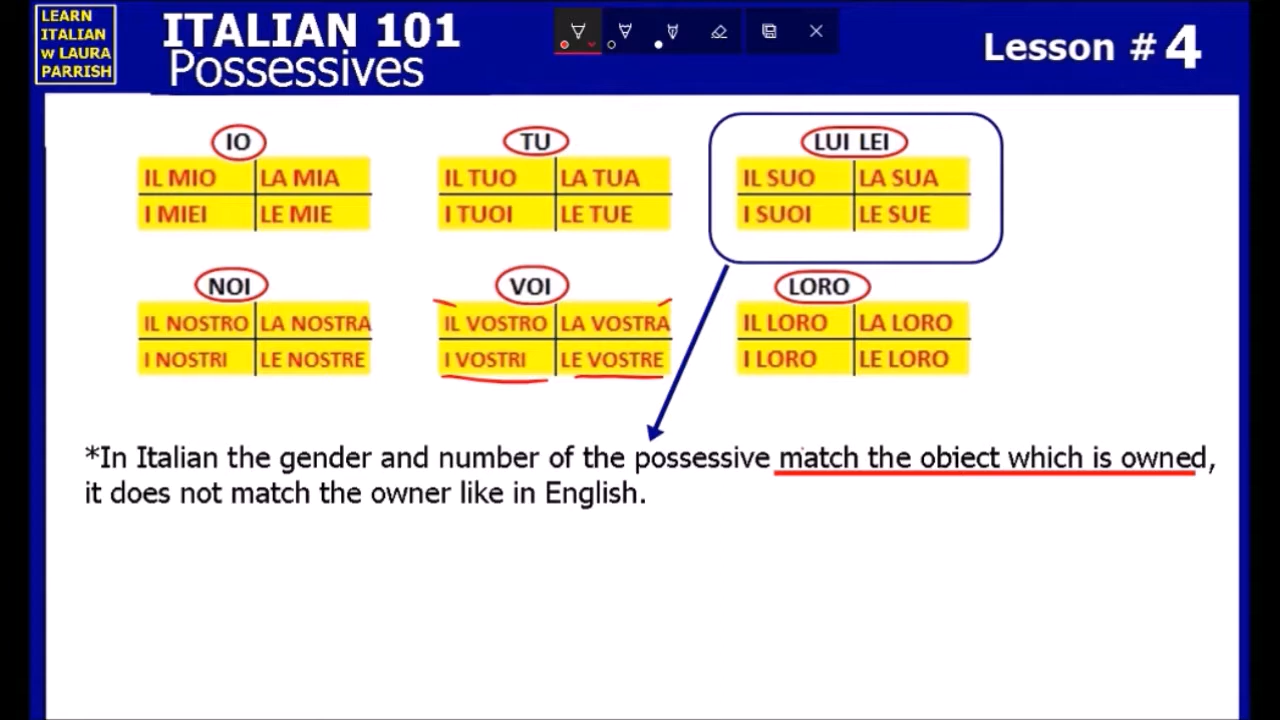 LEARN
ITALIAN
w LAURA
PARRISH
ITALIAN 101
Possessives
Lesson # 4
IO
IL MIO LA MIA
I MIEI LE MIE
TU
IL TUO LA TUA
I TUOI LE TUE
LUI LEI
IL SUO LA SUA
I SUOI LE SUE
NOI
IL NOSTRO LA NOSTRA
I NOSTRI LE NOSTRE
VOI
IL VOSTRO LA VOSTRA
I VOSTRI LE VOSTRE
LORO
IL LORO LA LORO
I LORO LE LORO
*In Italian the gender and number of the possessive match the object which is owned,
it does not match the owner like in English.